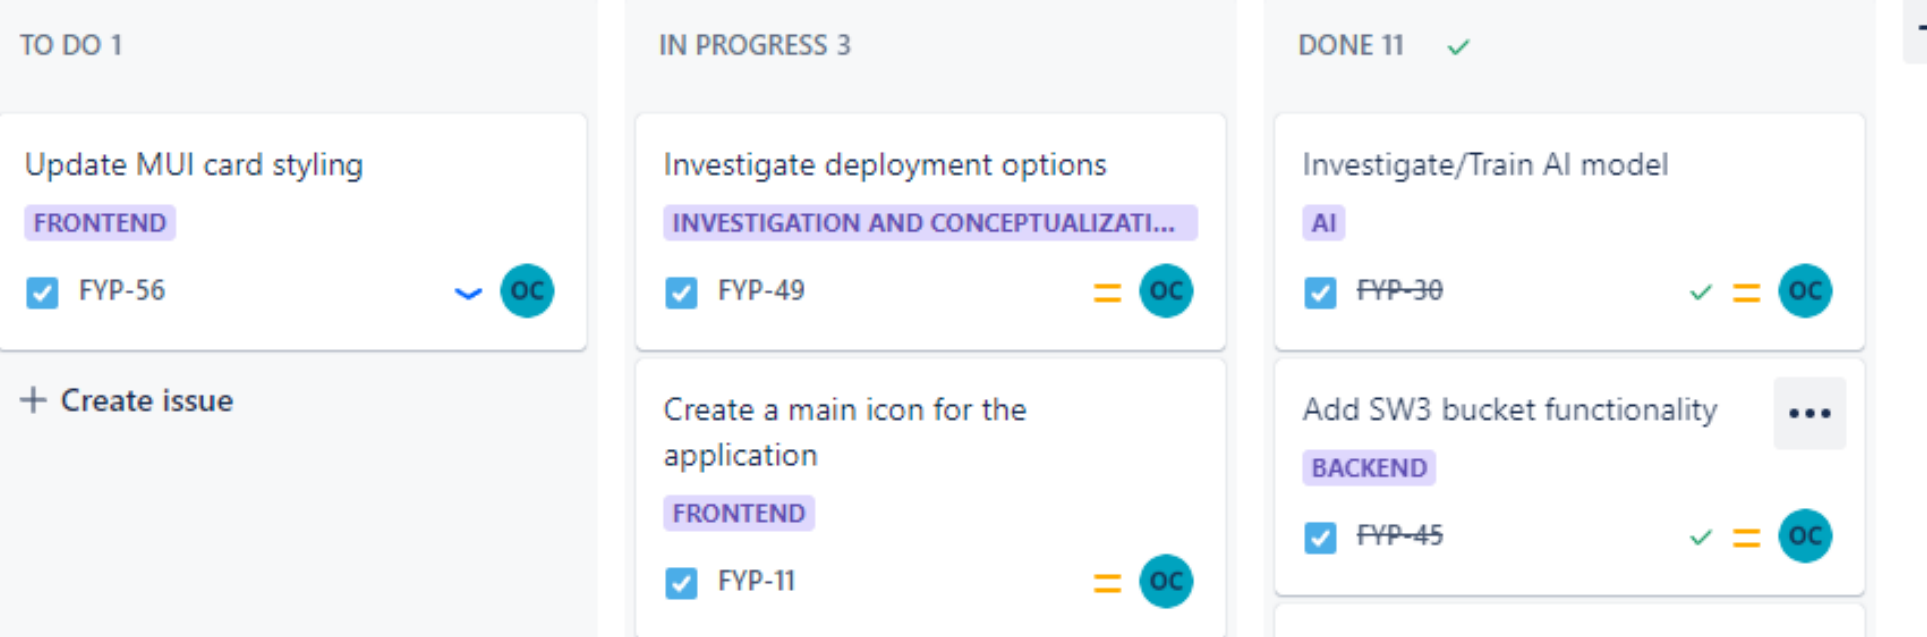 TO DO 1
Update MUI card styling
FRONTEND
FYP-56
OC
Create issue
IN PROGRESS 3
Investigate deployment options
INVESTIGATION AND CONCEPTUALIZATI...
FYP-49
OC
Create a main icon for the
application
FRONTEND
FYP-11
OC
DONE 11
Investigate/Train AI model
AI
FYP-30
OC
Add SW3 bucket functionality
BACKEND
FYP-45
OC